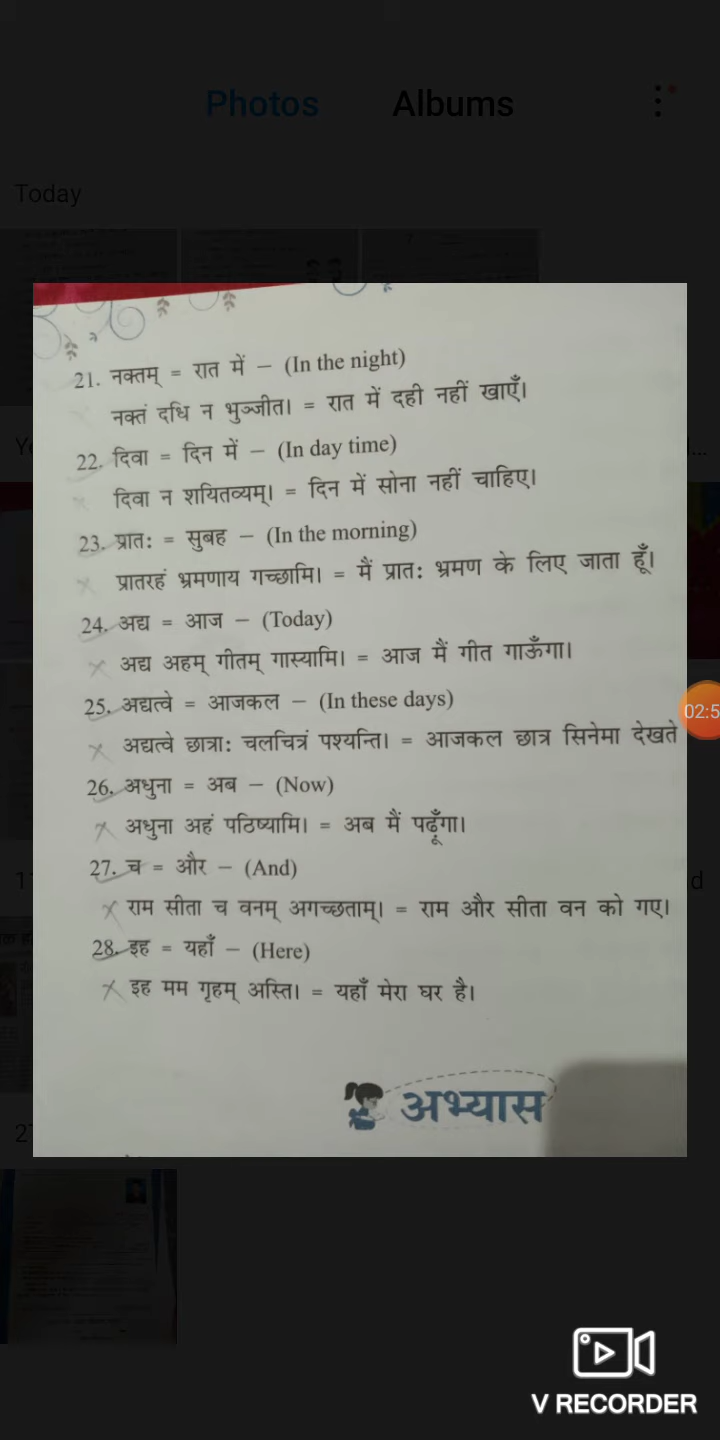 Photos Albums
Today
21. नक्तम् = रात में – (In the night)
नक्तं दधि न भुञ्जीत। = रात में दही नहीं खाएँ।
22. दिवा = दिन में – (In day time)
दिवा न शयितव्यम्। = दिन में सोना नहीं चाहिए।
23. प्रातः = सुबह – (In the morning)
प्रातरहं भ्रमणाय गच्छामि। = मैं प्रातः भ्रमण के लिए जाता हूँ।
24. अद्य = आज – (Today)
अद्य अहम् गीतम् गास्यामि। = आज मैं गीत गाऊँगा।
25. अद्यत्वे = आजकल – (In these days)
02:5
अद्यत्वे छात्राः चलचित्रं पश्यन्ति। = आजकल छात्र सिनेमा देखते
26. अधुना = अब – (Now)
अधुना अहं पठिष्यामि। = अब मैं पढ़ूँगा।
27. च = और – (And)
राम सीता च वनम् अगच्छताम्। = राम और सीता वन को गए।
28. इह = यहाँ – (Here)
इह मम गृहम् अस्ति। = यहाँ मेरा घर है।
अभ्यास
V RECORDER